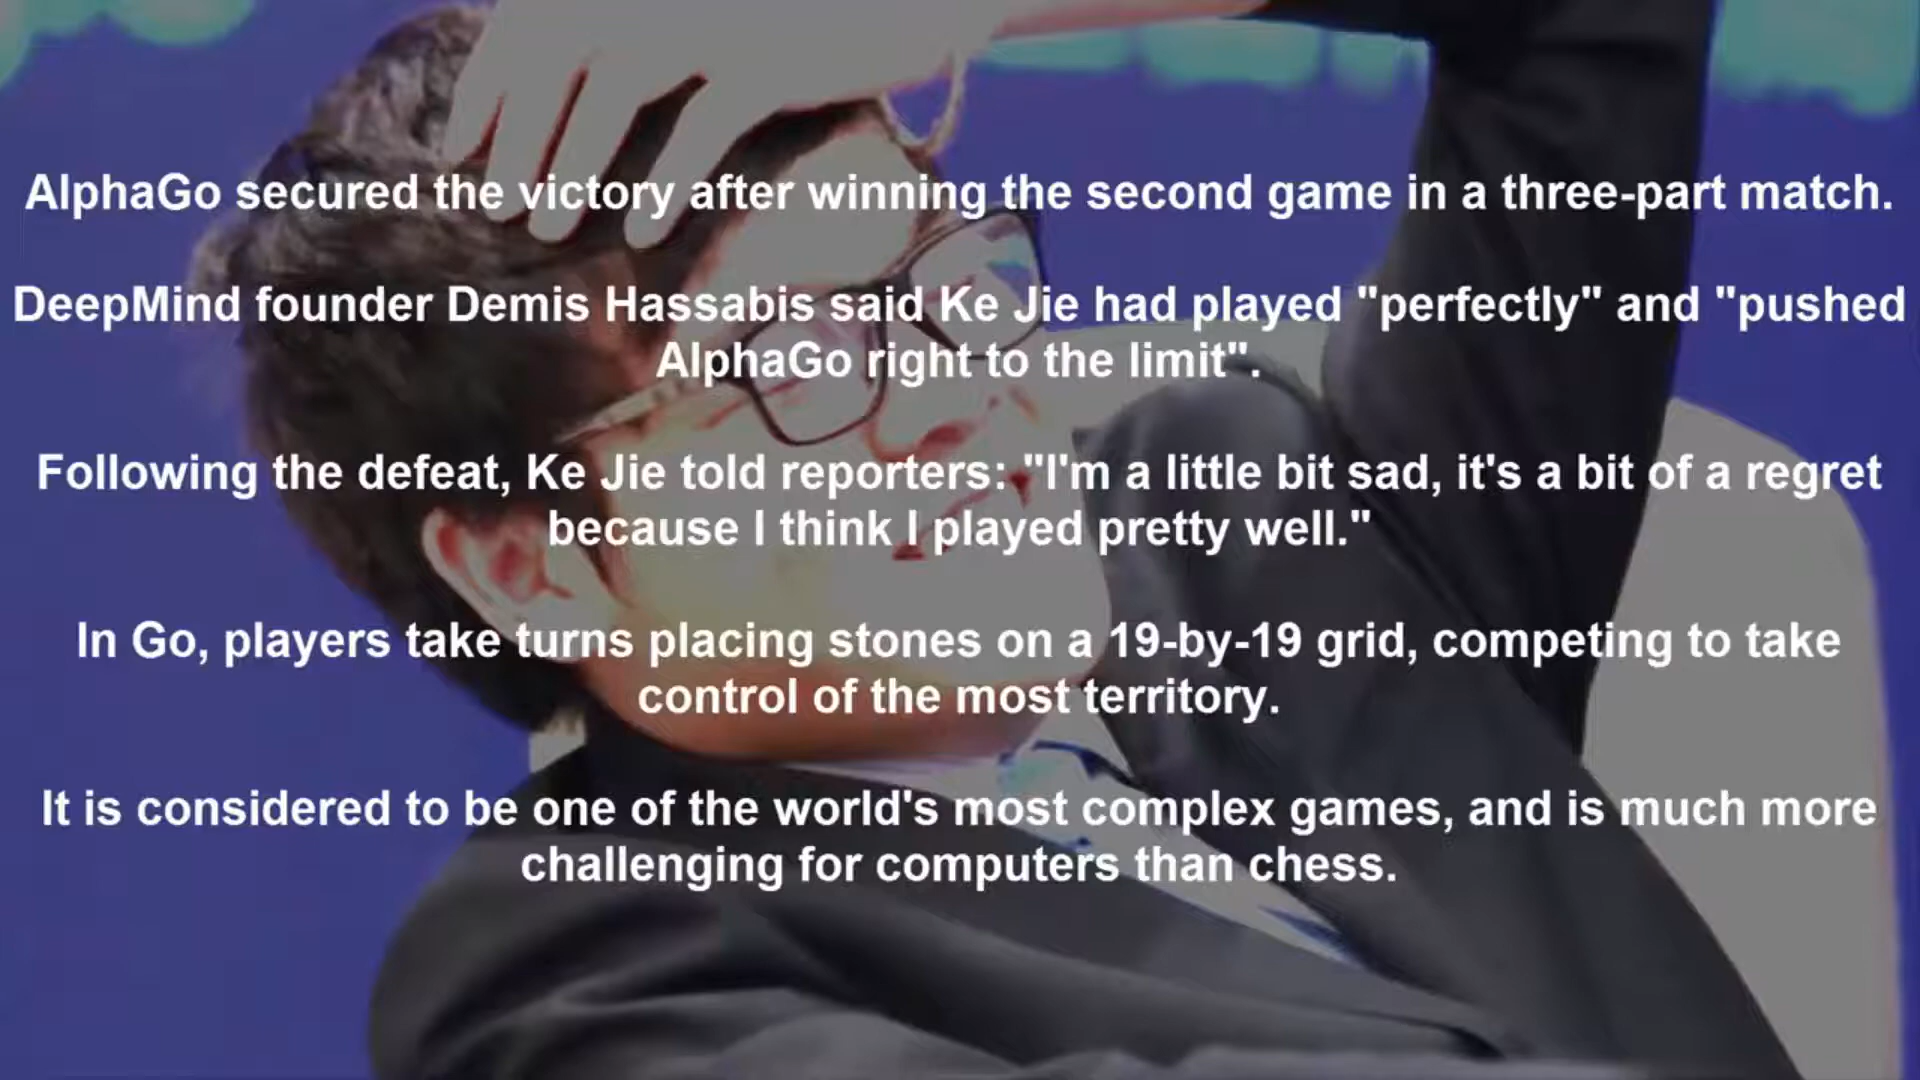 AlphaGo secured the victory after winning the second game in a three-part match.
DeepMind founder Demis Hassabis said Ke Jie had played "perfectly" and "pushed
AlphaGo right to the limit".
Following the defeat, Ke Jie told reporters: "I'm a little bit sad, it's a bit of a regret
because I think I played pretty well."
In Go, players take turns placing stones on a 19-by-19 grid, competing to take
control of the most territory.
It is considered to be one of the world's most complex games, and is much more
challenging for computers than chess.